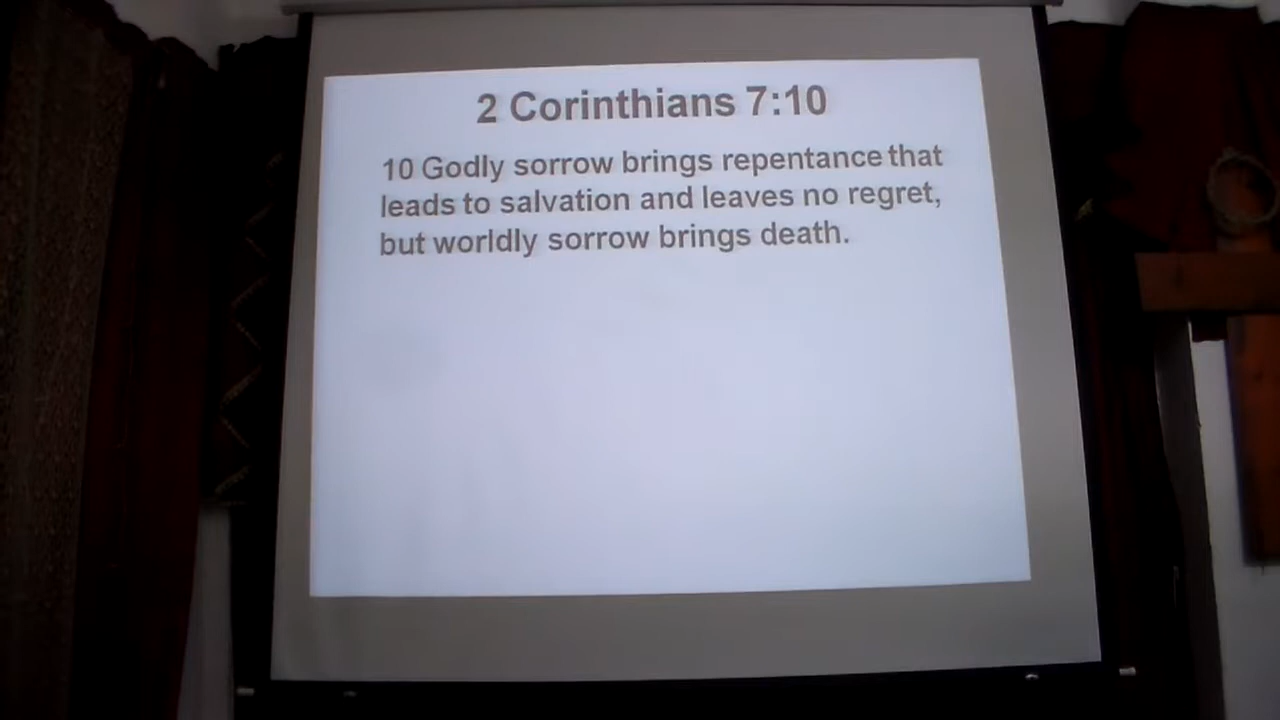 2 Corinthians 7:10
10 Godly sorrow brings repentance that
leads to salvation and leaves no regret,
but worldly sorrow brings death.